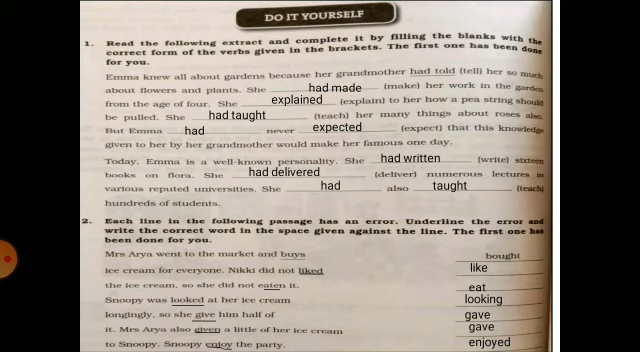 DO IT YOURSELF
1. Read the following extract and complete it by filling the blanks with the
correct form of the verbs given in the brackets. The first one has been done
for you.
Emma knew all about gardens because her grandmother had told (tell) her so much
about flowers and plants. She had made (make) her work in the garden
from the age of four. She explained (explain) to her how a pea string should
be pulled. She had taught (teach) her many things about roses also.
But Emma had never expected (expect) that this knowledge
given to her by her grandmother would make her famous one day.
Today, Emma is a well-known personality. She had written (write) sixteen
books on flora. She had delivered (deliver) numerous lectures in
various reputed universities. She had also taught (teach)
hundreds of students.
2. Each line in the following passage has an error. Underline the error and
write the correct word in the space given against the line. The first one has
been done for you.
Mrs Arya went to the market and buys bought
ice cream for everyone. Nikki did not liked like
the ice cream, so she did not eaten it. eat
Snoopy was looked at her ice cream looking
longingly, so she give him half of gave
it. Mrs Arya also given a little of her ice cream gave
to Snoopy. Snoopy enjoy the party. enjoyed